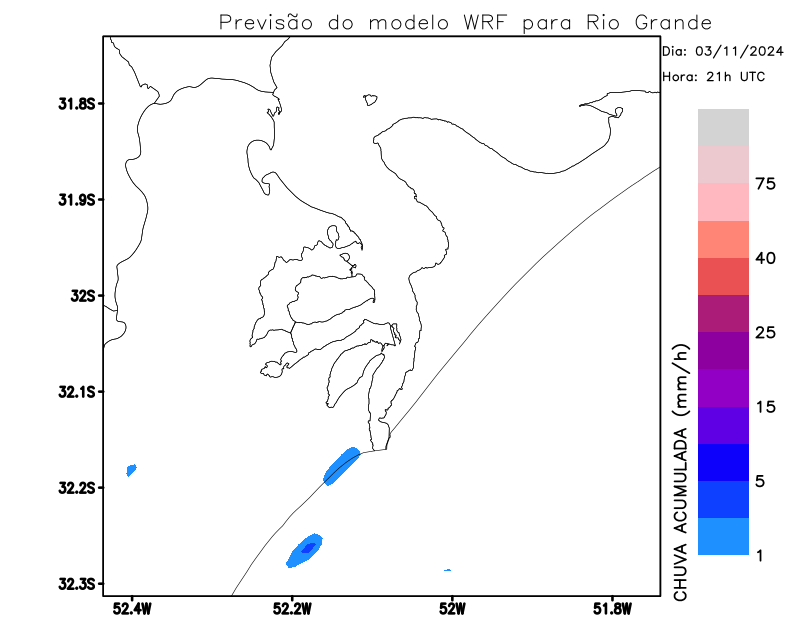 Previsão do modelo WRF para Rio Grande
Dia: 03/11/2024
Hora: 21h UTC
31.8S
31.9S
32S
32.1S
32.2S
32.3S
52.4W
52.2W
52W
51.8W
CHUVA ACUMULADA (mm/h)
75
40
25
15
5
1